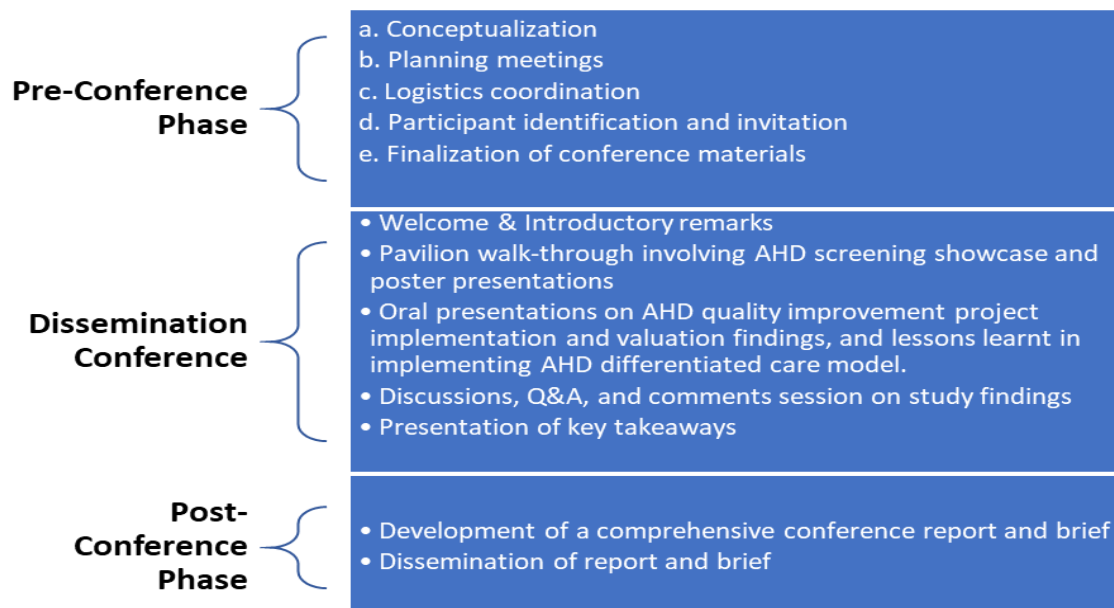 Pre-Conference
Phase
a. Conceptualization
b. Planning meetings
c. Logistics coordination
d. Participant identification and invitation
e. Finalization of conference materials
Dissemination
Conference
• Welcome & Introductory remarks
• Pavilion walk-through involving AHD screening showcase and
poster presentations
• Oral presentations on AHD quality improvement project
implementation and valuation findings, and lessons learnt in
implementing AHD differentiated care model.
• Discussions, Q&A, and comments session on study findings
• Presentation of key takeaways
Post-
Conference
Phase
• Development of a comprehensive conference report and brief
• Dissemination of report and brief